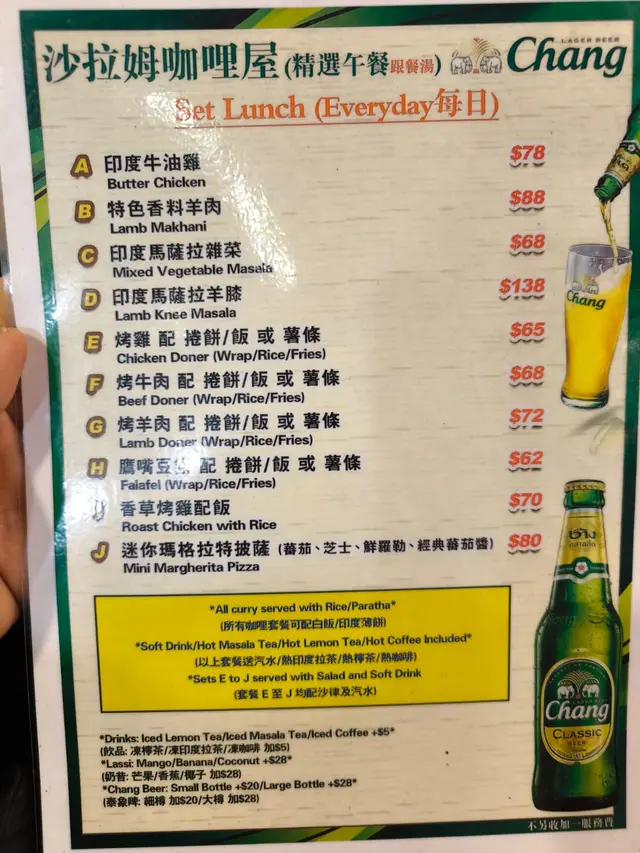 沙拉姆咖哩屋(精選午餐跟餐湯)
LAGER BEER
Chang
Set Lunch (Everyday每日)
A 印度牛油雞 $78
Butter Chicken
B 特色香料羊肉 $88
Lamb Makhani
C 印度馬薩拉雜菜 $68
Mixed Vegetable Masala
D 印度馬薩拉羊膝 $138
Lamb Knee Masala
E 烤雞 配 捲餅/飯 或 薯條 $65
Chicken Doner (Wrap/Rice/Fries)
F 烤牛肉 配 捲餅/飯 或 薯條 $68
Beef Doner (Wrap/Rice/Fries)
G 烤羊肉 配 捲餅/飯 或 薯條 $72
Lamb Doner (Wrap/Rice/Fries)
H 鷹嘴豆 配 捲餅/飯 或 薯條 $62
Falafel (Wrap/Rice/Fries)
I 香草烤雞配飯 $70
Roast Chicken with Rice
J 迷你瑪格拉特披薩 (蕃茄、芝士、鮮羅勒、經典蕃茄醬) $80
Mini Margherita Pizza
*All curry served with Rice/Paratha*
(所有咖哩套餐可配白飯/印度薄餅)
*Soft Drink/Hot Masala Tea/Hot Lemon Tea/Hot Coffee Included*
(以上套餐送汽水/熱印度拉茶/熱檸茶/熱咖啡)
*Sets E to J served with Salad and Soft Drink
(套餐 E 至 J 均配沙律及汽水)
*Drinks: Iced Lemon Tea/Iced Masala Tea/Iced Coffee +$5*
(飲品: 凍檸茶/凍印度拉茶/凍咖啡 加$5)
*Lassi: Mango/Banana/Coconut +$28*
(奶昔: 芒果/香蕉/椰子 加$28)
*Chang Beer: Small Bottle +$20/Large Bottle +$28*
(泰象啤: 細樽 加$20/大樽 加$28)
Chang
ช้าง
Chang
Chang
CLASSIC
BEER
不另收加一服務費